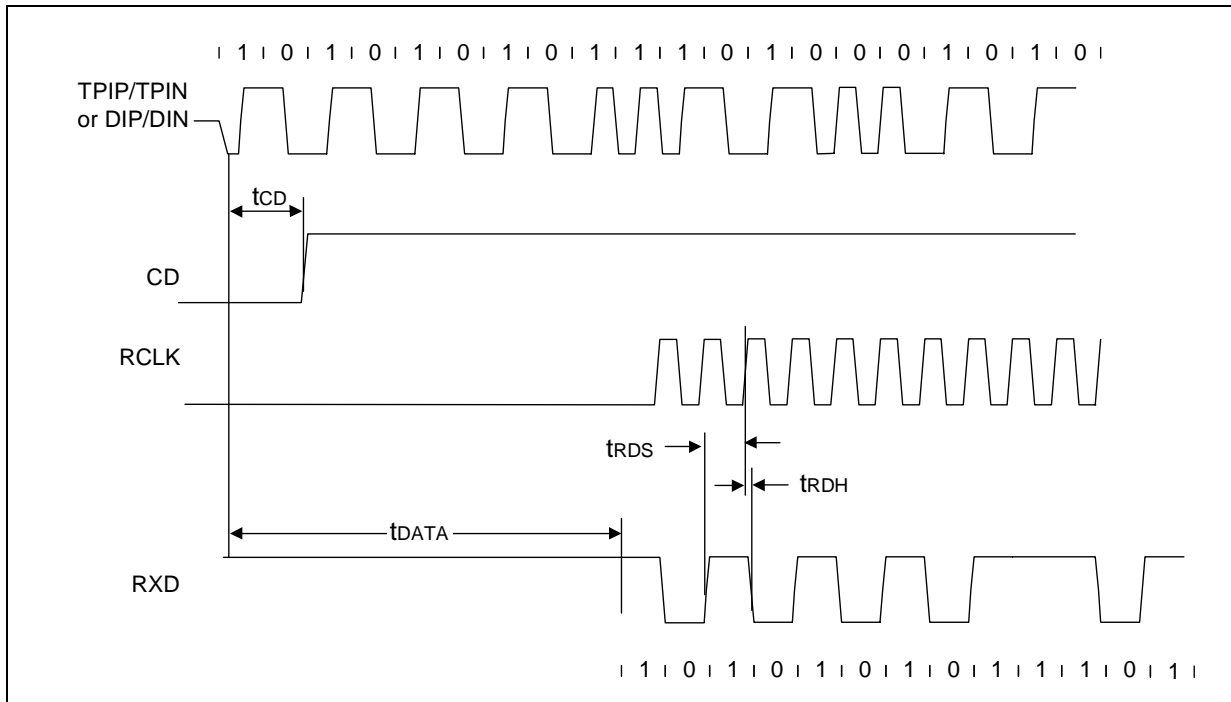 | 1 | 0 | 1 | 0 | 1 | 0 | 1 | 0 | 1 | 1 | 1 | 0 | 1 | 0 | 0 | 0 | 1 | 0 | 1 | 0 |
TPIP/TPIN
or DIP/DIN
tCD
CD
RCLK
tRDS
tRDH
tDATA
RXD
| 1 | 0 | 1 | 0 | 1 | 0 | 1 | 0 | 1 | 1 | 1 | 0 | 1 |